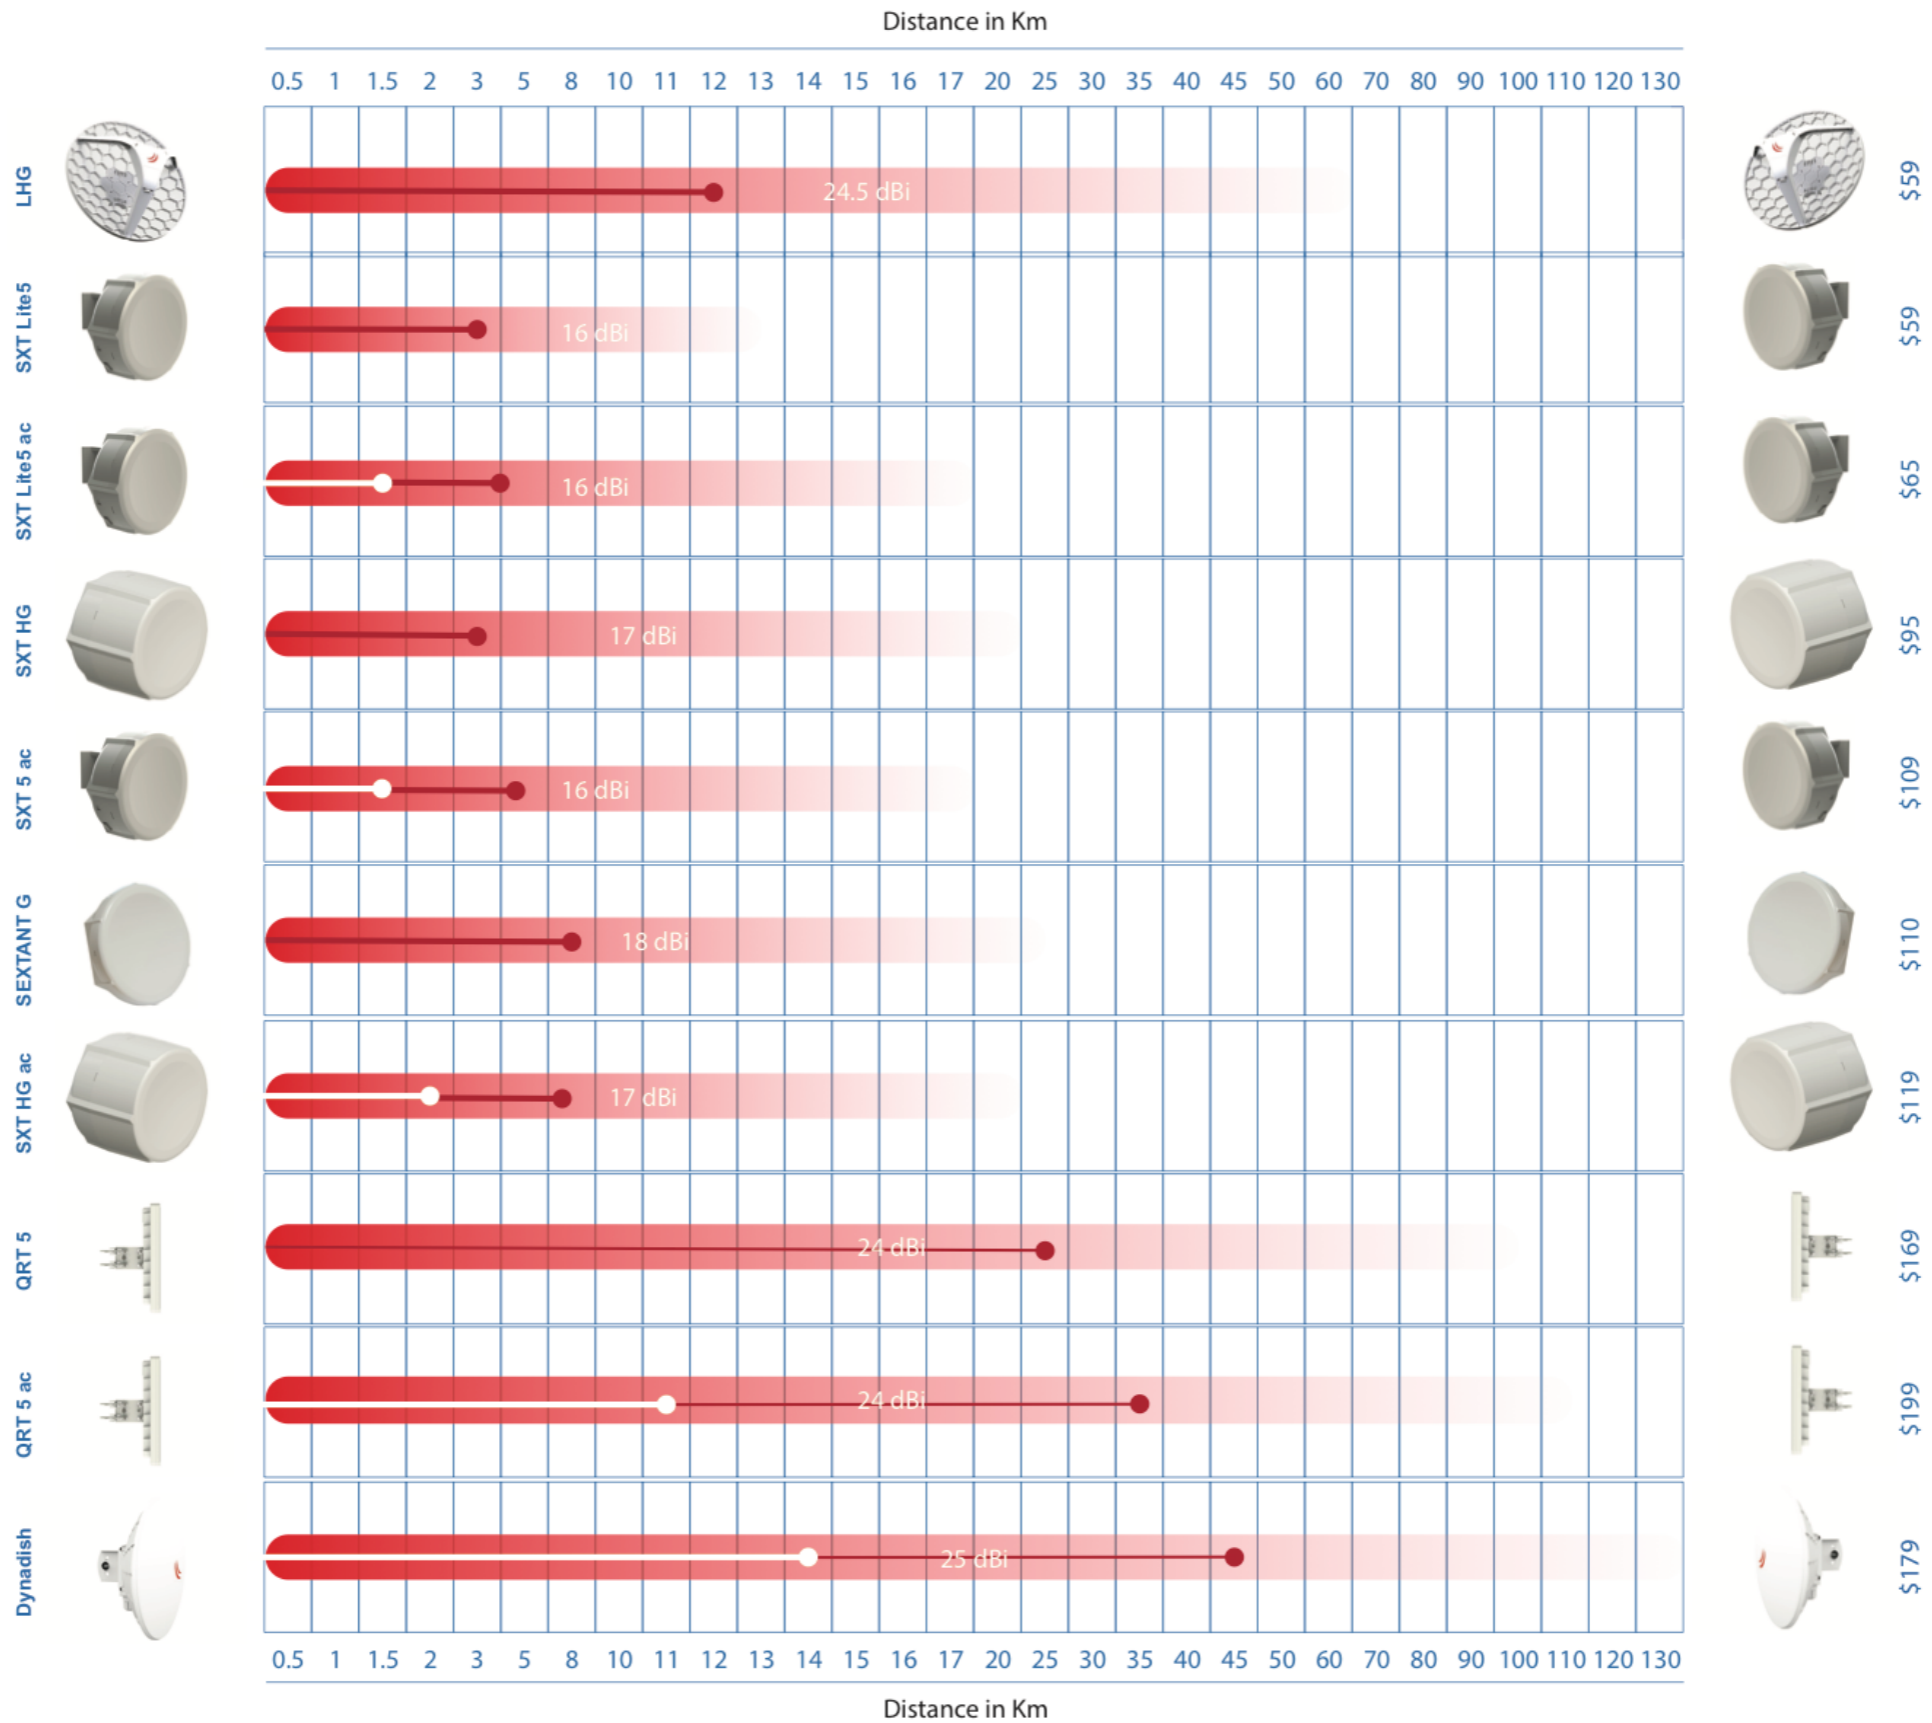 Distance in Km
0.5 1 1.5 2 3 5 8 10 11 12 13 14 15 16 17 20 25 30 35 40 45 50 60 70 80 90 100 110 120 130
LHG 24.5 dBi $59
SXT Lite5 16 dBi $59
SXT Lite5 ac 16 dBi $65
SXT HG 17 dBi $95
SXT 5 ac 16 dBi $109
SEXTANT G 18 dBi $110
SXT HG ac 17 dBi $119
QRT 5 24 dBi $169
QRT 5 ac 24 dBi $199
Dynadish 25 dBi $179
0.5 1 1.5 2 3 5 8 10 11 12 13 14 15 16 17 20 25 30 35 40 45 50 60 70 80 90 100 110 120 130
Distance in Km